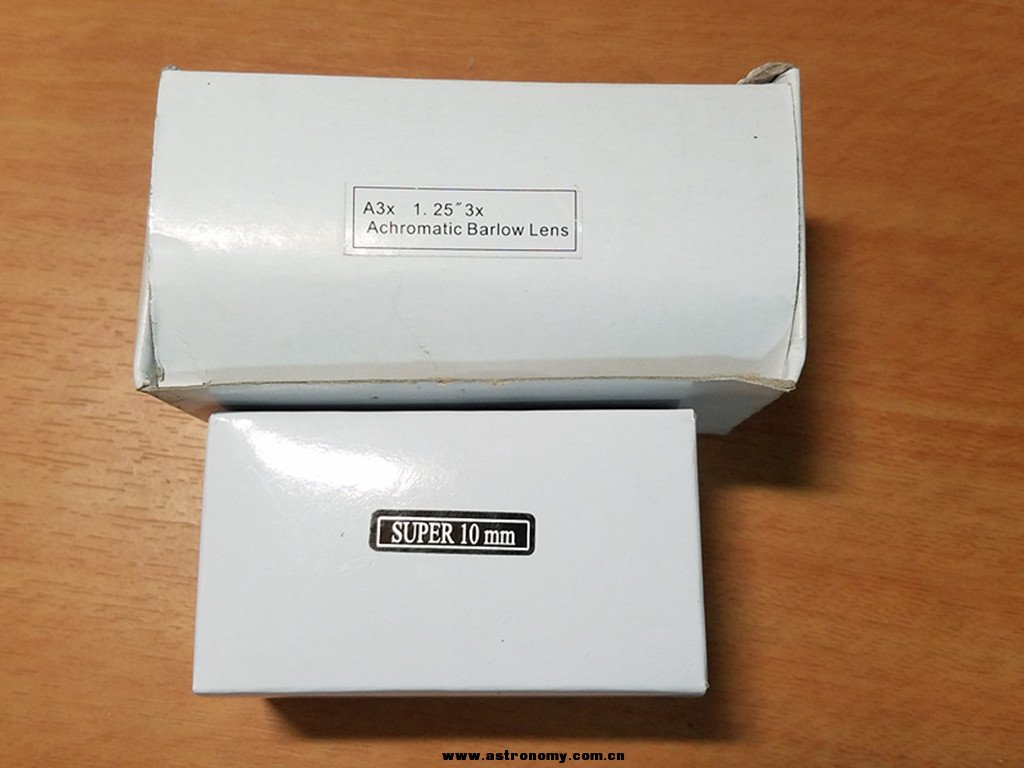 A3x 1. 25″3x
Achromatic Barlow Lens
SUPER 10 mm
www.astronomy.com.cn